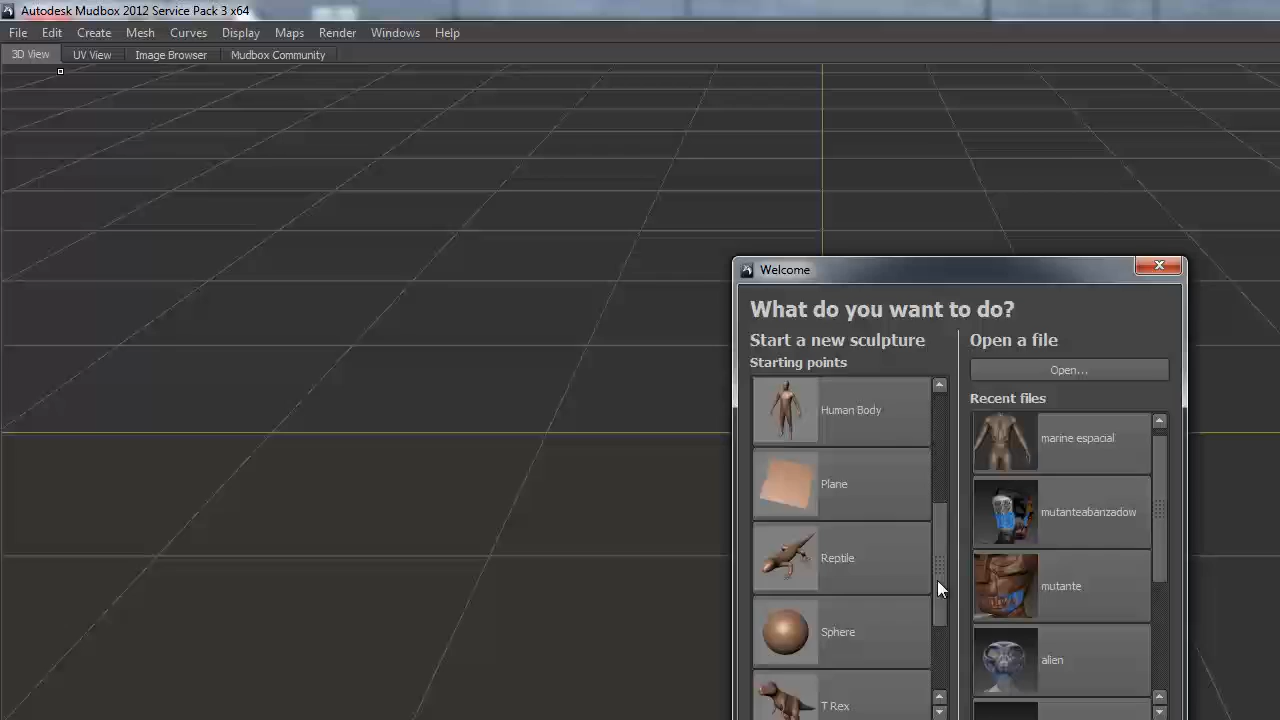 Autodesk Mudbox 2012 Service Pack 3 x64
File Edit Create Mesh Curves Display Maps Render Windows Help
3D View UV View Image Browser Mudbox Community
Welcome
What do you want to do?
Start a new sculpture
Starting points
Human Body
Plane
Reptile
Sphere
T Rex
Open a file
Open...
Recent files
marine espacial
mutanteabanzadow
mutante
alien